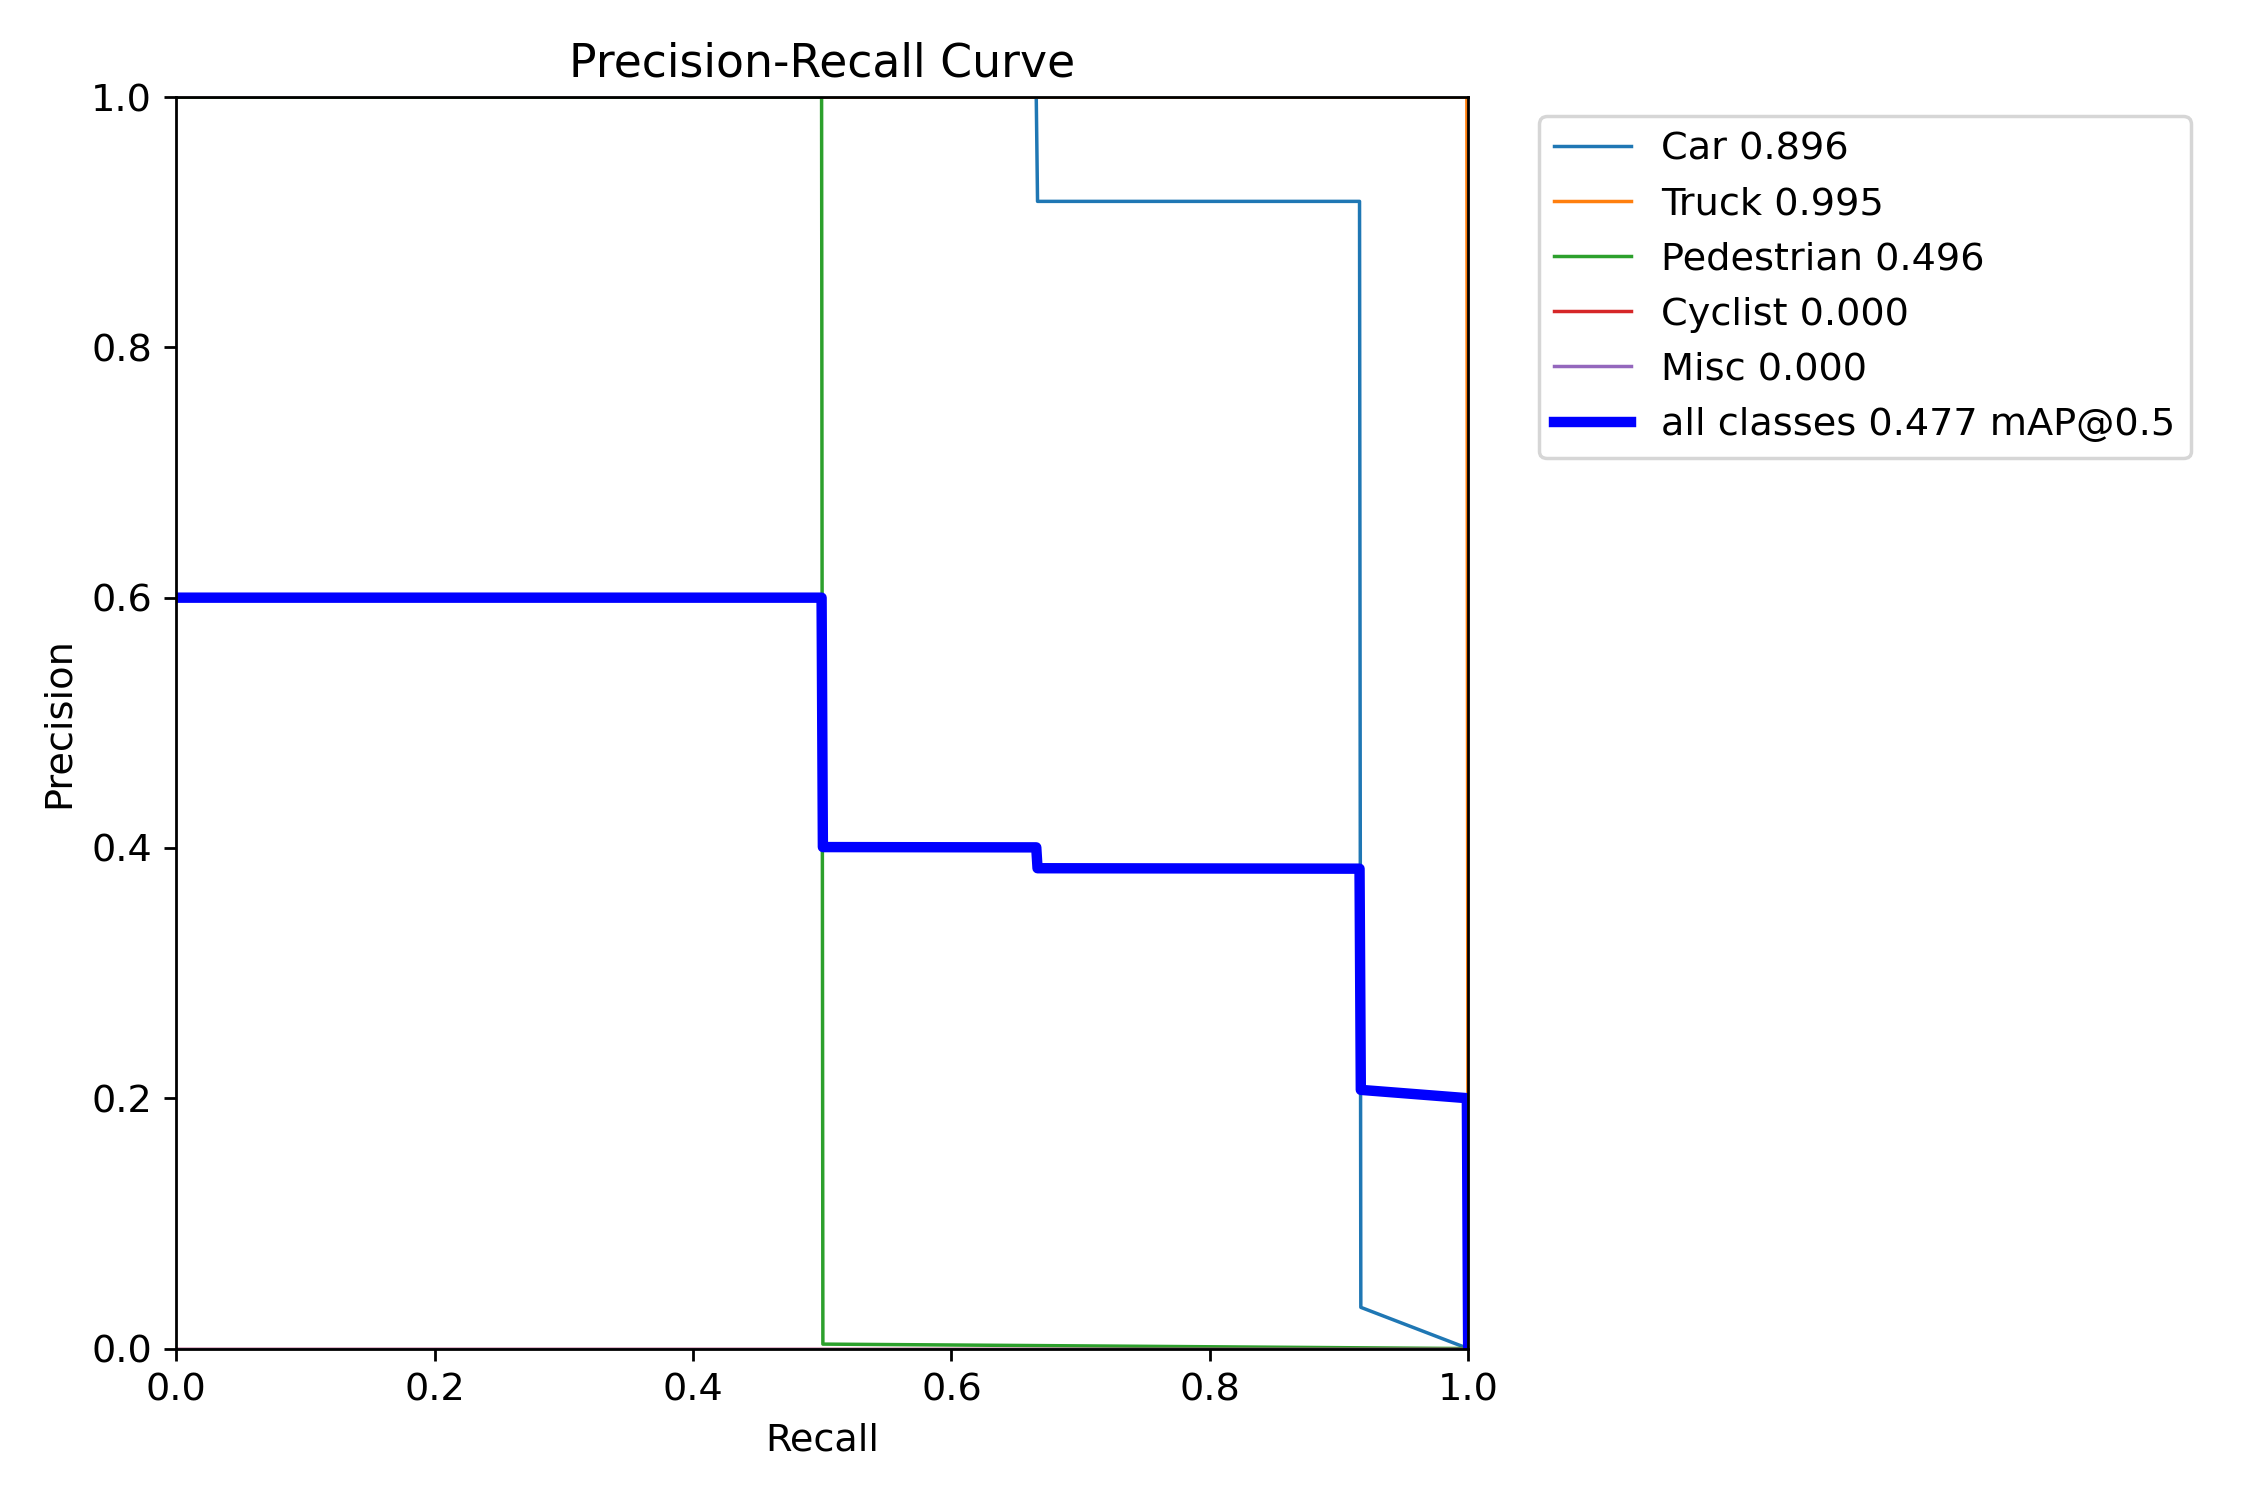 Precision-Recall Curve
1.0
0.8
0.6
0.4
0.2
0.0
Precision
0.0 0.2 0.4 0.6 0.8 1.0
Recall
Car 0.896
Truck 0.995
Pedestrian 0.496
Cyclist 0.000
Misc 0.000
all classes 0.477 mAP@0.5